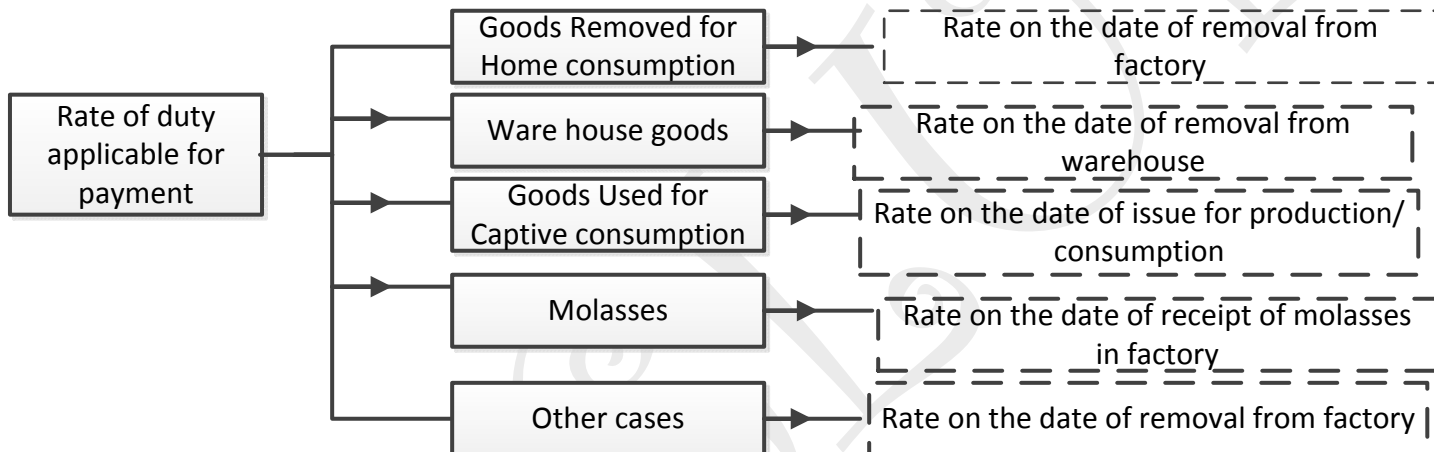 Rate of duty
applicable for
payment
Goods Removed for
Home consumption
Rate on the date of removal from
factory
Ware house goods
Rate on the date of removal from
warehouse
Goods Used for
Captive consumption
Rate on the date of issue for production/
consumption
Molasses
Rate on the date of receipt of molasses
in factory
Other cases
Rate on the date of removal from factory